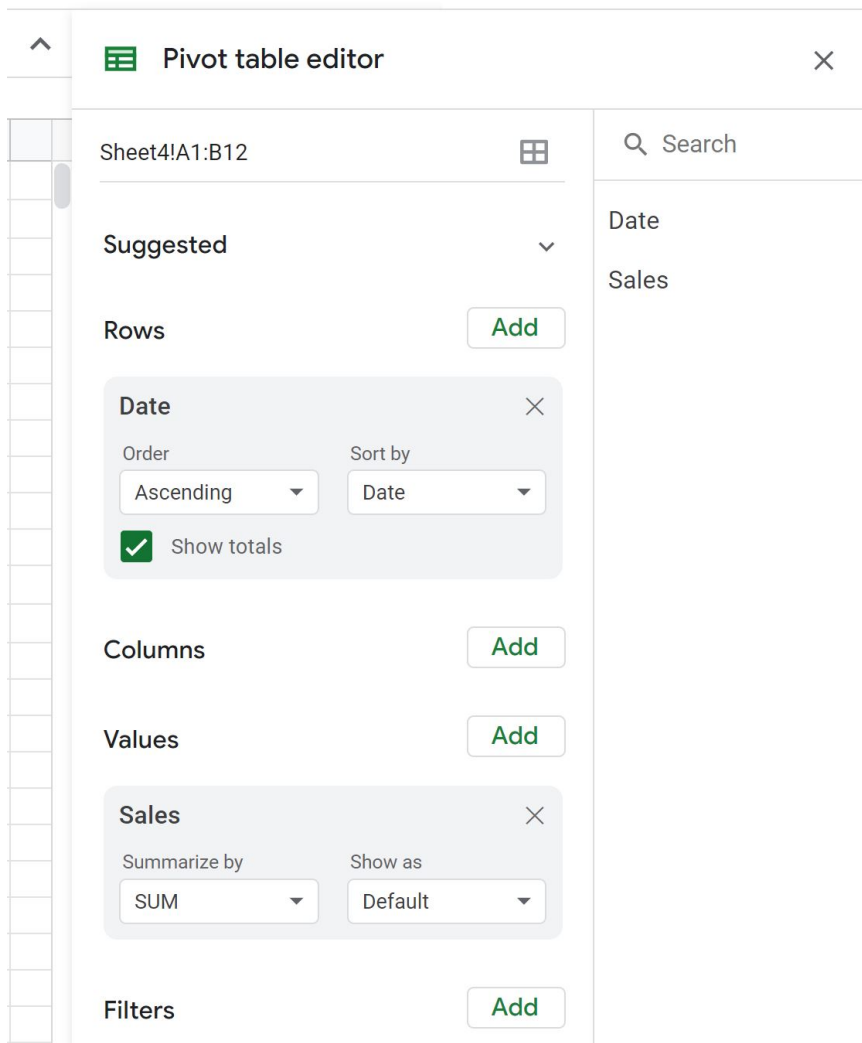 Pivot table editor
Sheet4!A1:B12
Search
Date
Sales
Suggested
Rows Add
Date
Order Sort by
Ascending Date
Show totals
Columns Add
Values Add
Sales
Summarize by Show as
SUM Default
Filters Add